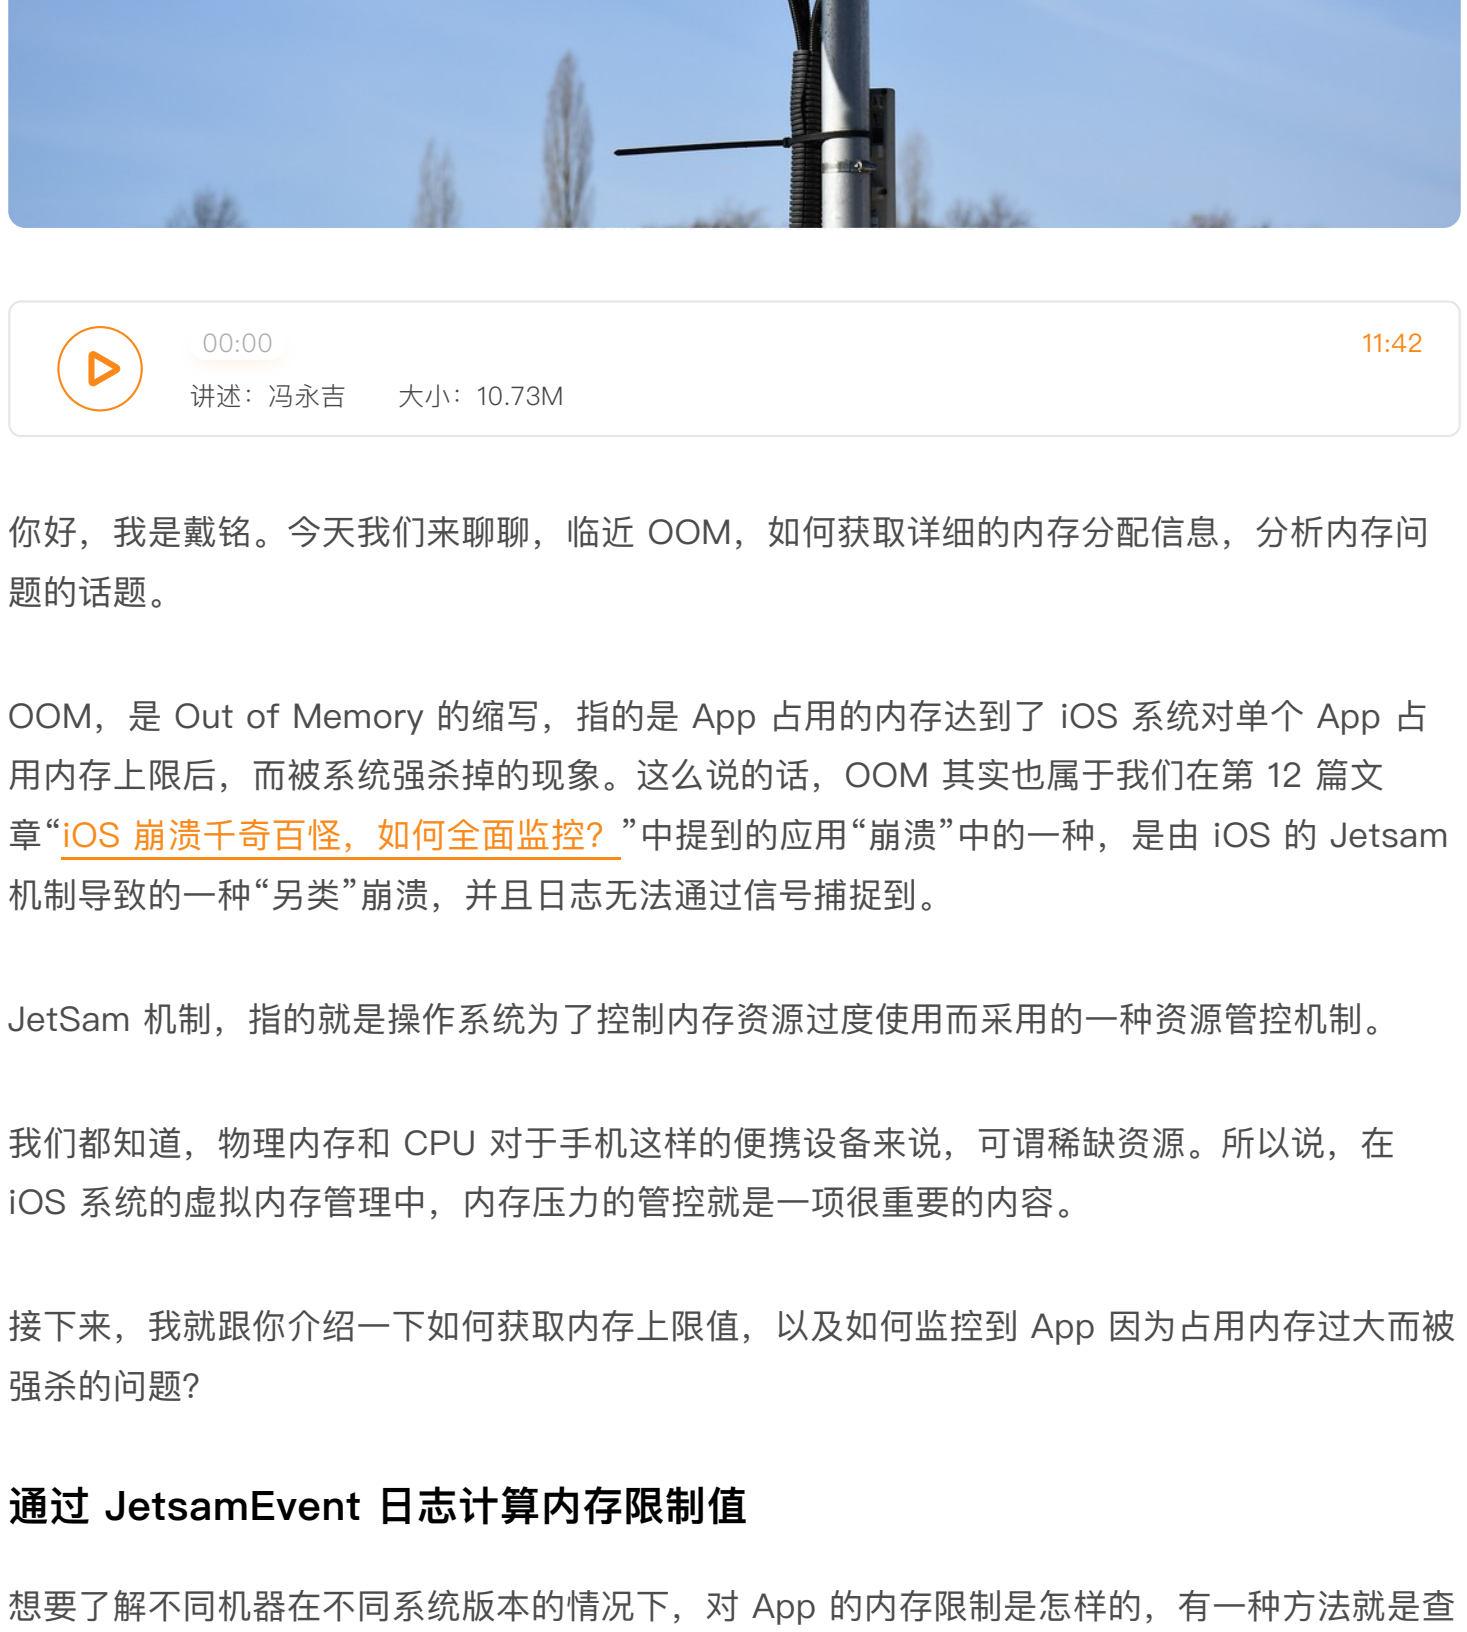 00:00
11:42
讲述：冯永吉 大小：10.73M
你好，我是戴铭。今天我们来聊聊，临近 OOM，如何获取详细的内存分配信息，分析内存问
题的话题。
OOM，是 Out of Memory 的缩写，指的是 App 占用的内存达到了 iOS 系统对单个 App 占
用内存上限后，而被系统强杀掉的现象。这么说的话，OOM 其实也属于我们在第 12 篇文
章“iOS 崩溃千奇百怪，如何全面监控？”中提到的应用“崩溃”中的一种，是由 iOS 的 Jetsam
机制导致的一种“另类”崩溃，并且日志无法通过信号捕捉到。
JetSam 机制，指的就是操作系统为了控制内存资源过度使用而采用的一种资源管控机制。
我们都知道，物理内存和 CPU 对于手机这样的便携设备来说，可谓稀缺资源。所以说，在
iOS 系统的虚拟内存管理中，内存压力的管控就是一项很重要的内容。
接下来，我就跟你介绍一下如何获取内存上限值，以及如何监控到 App 因为占用内存过大而被
强杀的问题？
通过 JetsamEvent 日志计算内存限制值
想要了解不同机器在不同系统版本的情况下，对 App 的内存限制是怎样的，有一种方法就是查